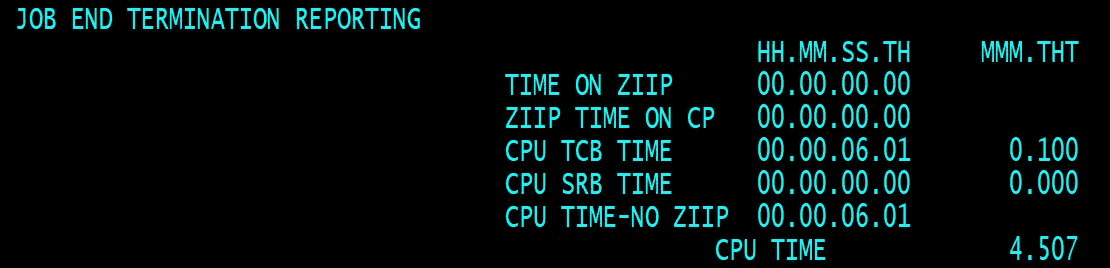 JOB END TERMINATION REPORTING
HH.MM.SS.TH MMM.THT
TIME ON ZIIP 00.00.00.00
ZIIP TIME ON CP 00.00.00.00
CPU TCB TIME 00.00.06.01 0.100
CPU SRB TIME 00.00.00.00 0.000
CPU TIME-NO ZIIP 00.00.06.01
CPU TIME 4.507